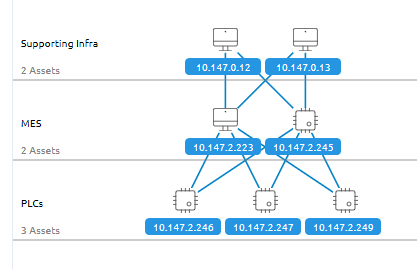 Supporting Infra
10.147.0.12 10.147.0.13
2 Assets
MES
10.147.2.223 10.147.2.245
2 Assets
PLCs
10.147.2.246 10.147.2.247 10.147.2.249
3 Assets